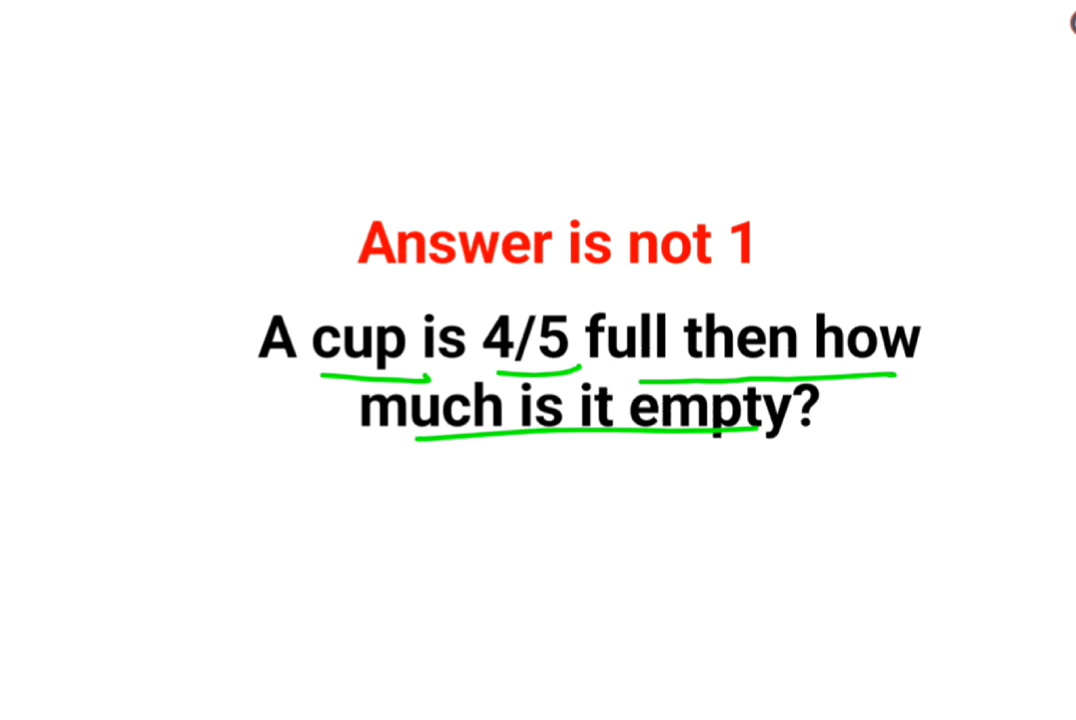 Answer is not 1
A cup is 4/5 full then how
much is it empty?